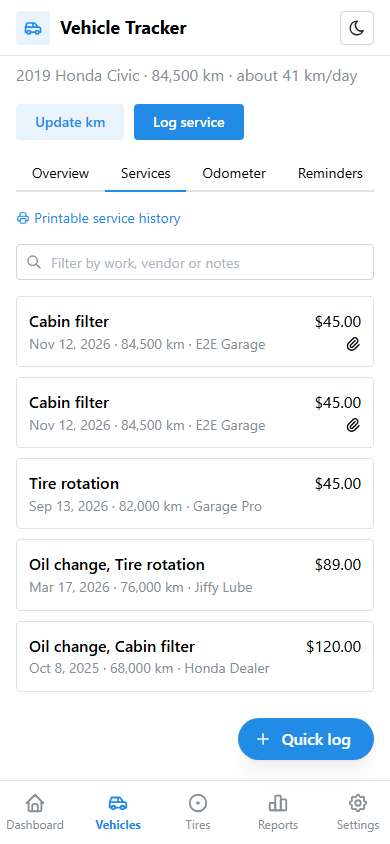 Vehicle Tracker
2019 Honda Civic · 84,500 km · about 41 km/day
Update km
Log service
Overview
Services
Odometer
Reminders
Printable service history
Filter by work, vendor or notes
Cabin filter
$45.00
Nov 12, 2026 · 84,500 km · E2E Garage
Cabin filter
$45.00
Nov 12, 2026 · 84,500 km · E2E Garage
Tire rotation
$45.00
Sep 13, 2026 · 82,000 km · Garage Pro
Oil change, Tire rotation
$89.00
Mar 17, 2026 · 76,000 km · Jiffy Lube
Oil change, Cabin filter
$120.00
Oct 8, 2025 · 68,000 km · Honda Dealer
Quick log
Dashboard
Vehicles
Tires
Reports
Settings